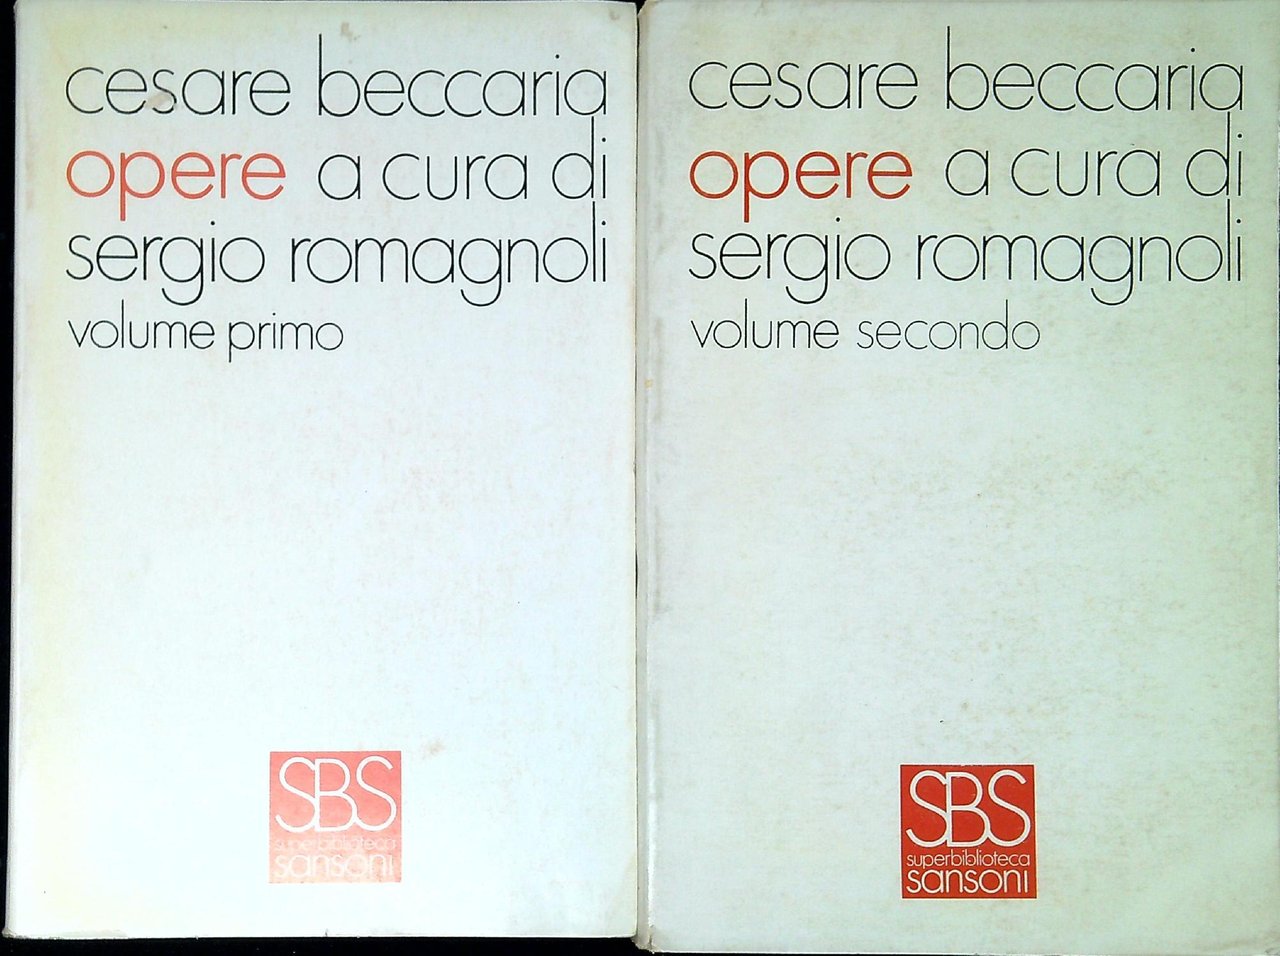 cesare beccaria
opere a cura di
sergio romagnoli
volume primo
SBS
superbiblioteca
sansoni
cesare beccaria
opere a cura di
sergio romagnoli
volume secondo
SBS
superbiblioteca
sansoni